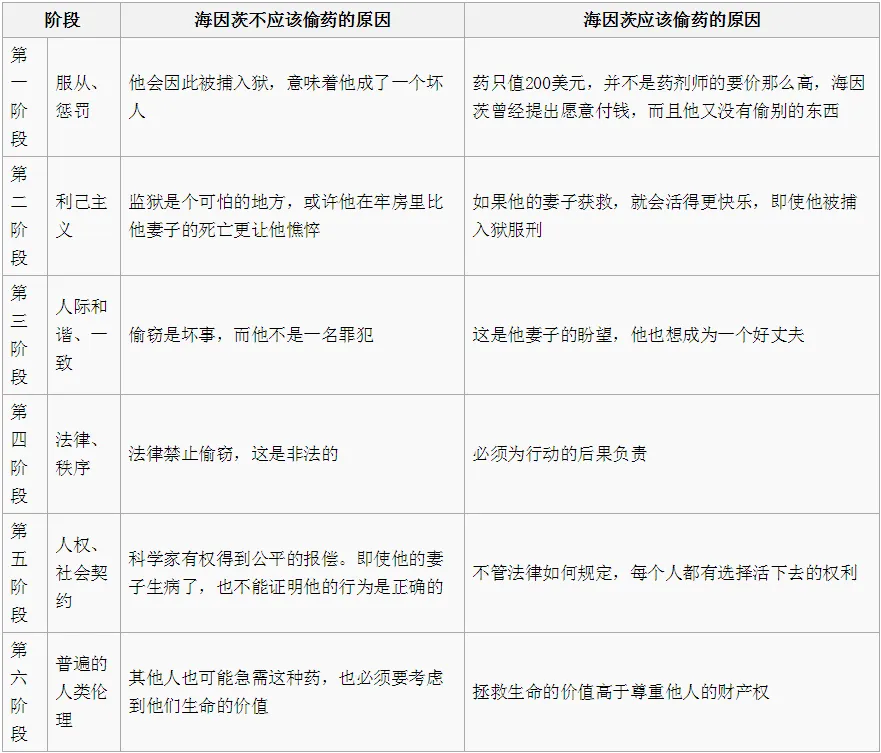 阶段
海因茨不应该偷药的原因
海因茨应该偷药的原因
第
一
阶
段
服从、
惩罚
他会因此被捕入狱，意味着他成了一个坏
人
药只值200美元，并不是药剂师的要价那么高，海因
茨曾经提出愿意付钱，而且他又没有偷别的东西
第
二
阶
段
利己主
义
监狱是个可怕的地方，或许他在牢房里比
他妻子的死亡更让他憔悴
如果他的妻子获救，就会活得更快乐，即使他被捕
入狱服刑
第
三
阶
段
人际和
谐、一
致
偷窃是坏事，而他不是一名罪犯
这是他妻子的盼望，他也想成为一个好丈夫
第
四
阶
段
法律、
秩序
法律禁止偷窃，这是非法的
必须为行动的后果负责
第
五
阶
段
人权、
社会契
约
科学家有权得到公平的报偿。即使他的妻
子生病了，也不能证明他的行为是正确的
不管法律如何规定，每个人都有选择活下去的权利
第
六
阶
段
普遍的
人类伦
理
其他人也可能急需这种药，也必须要考虑
到他们生命的价值
拯救生命的价值高于尊重他人的财产权